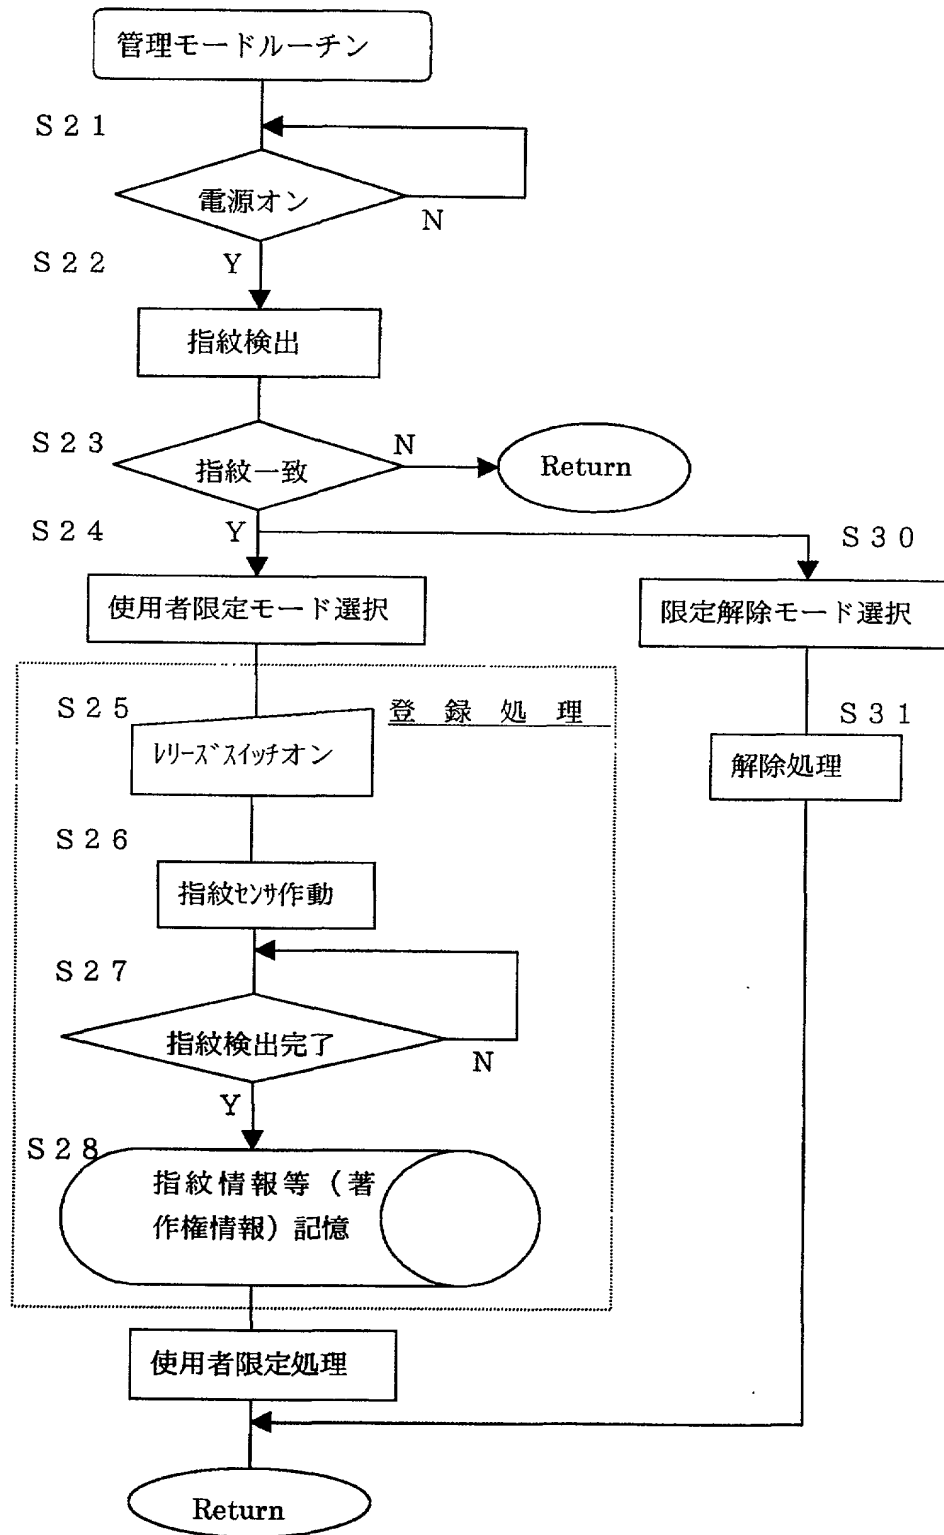 管理モードルーチン
Ｓ２１
電源オン
N
Ｓ２２
Y
指紋検出
Ｓ２３
N
指紋一致
Return
Ｓ２４
Y
Ｓ３０
使用者限定モード選択
限定解除モード選択
Ｓ２５
登録処理
Ｓ３１
ﾚﾘｰｽﾞｽｲｯﾁオン
解除処理
Ｓ２６
指紋ｾﾝｻ作動
Ｓ２７
指紋検出完了
N
Y
Ｓ２８
指紋情報等（著
作権情報）記憶
使用者限定処理
Return